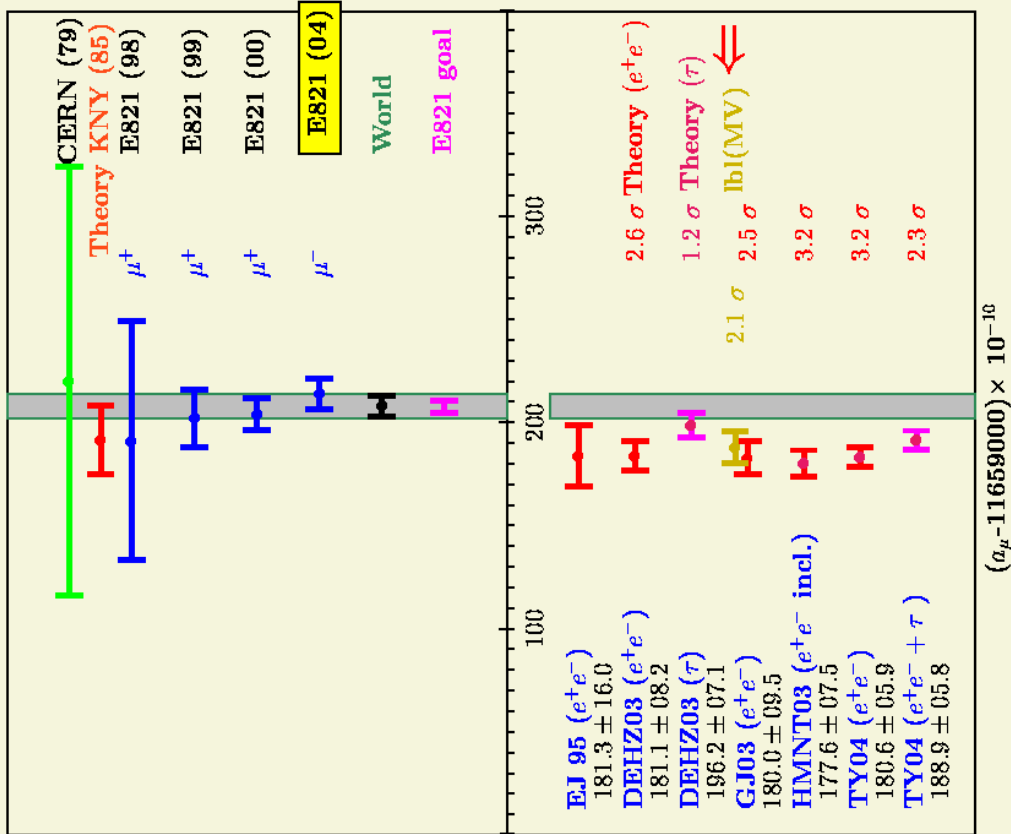 CERN (79)
Theory KNY (85)
E821 (98)
μ⁺
E821 (99)
μ⁺
E821 (00)
μ⁺
E821 (04)
μ⁻
World
E821 goal
100
200
300
EJ 95 (e⁺e⁻)
181.3 ± 16.0
DEHZ03 (e⁺e⁻)
181.1 ± 08.2
2.6 σ Theory (e⁺e⁻)
DEHZ03 (τ)
196.2 ± 07.1
1.2 σ Theory (τ)
2.1 σ lbl(MV) ⇐
GJ03 (e⁺e⁻)
180.0 ± 09.5
2.5 σ
HMNT03 (e⁺e⁻ incl.)
177.6 ± 07.5
3.2 σ
TY04 (e⁺e⁻)
180.6 ± 05.9
3.2 σ
TY04 (e⁺e⁻ + τ)
188.9 ± 05.8
2.3 σ
(aμ-11659000)× 10⁻¹⁰